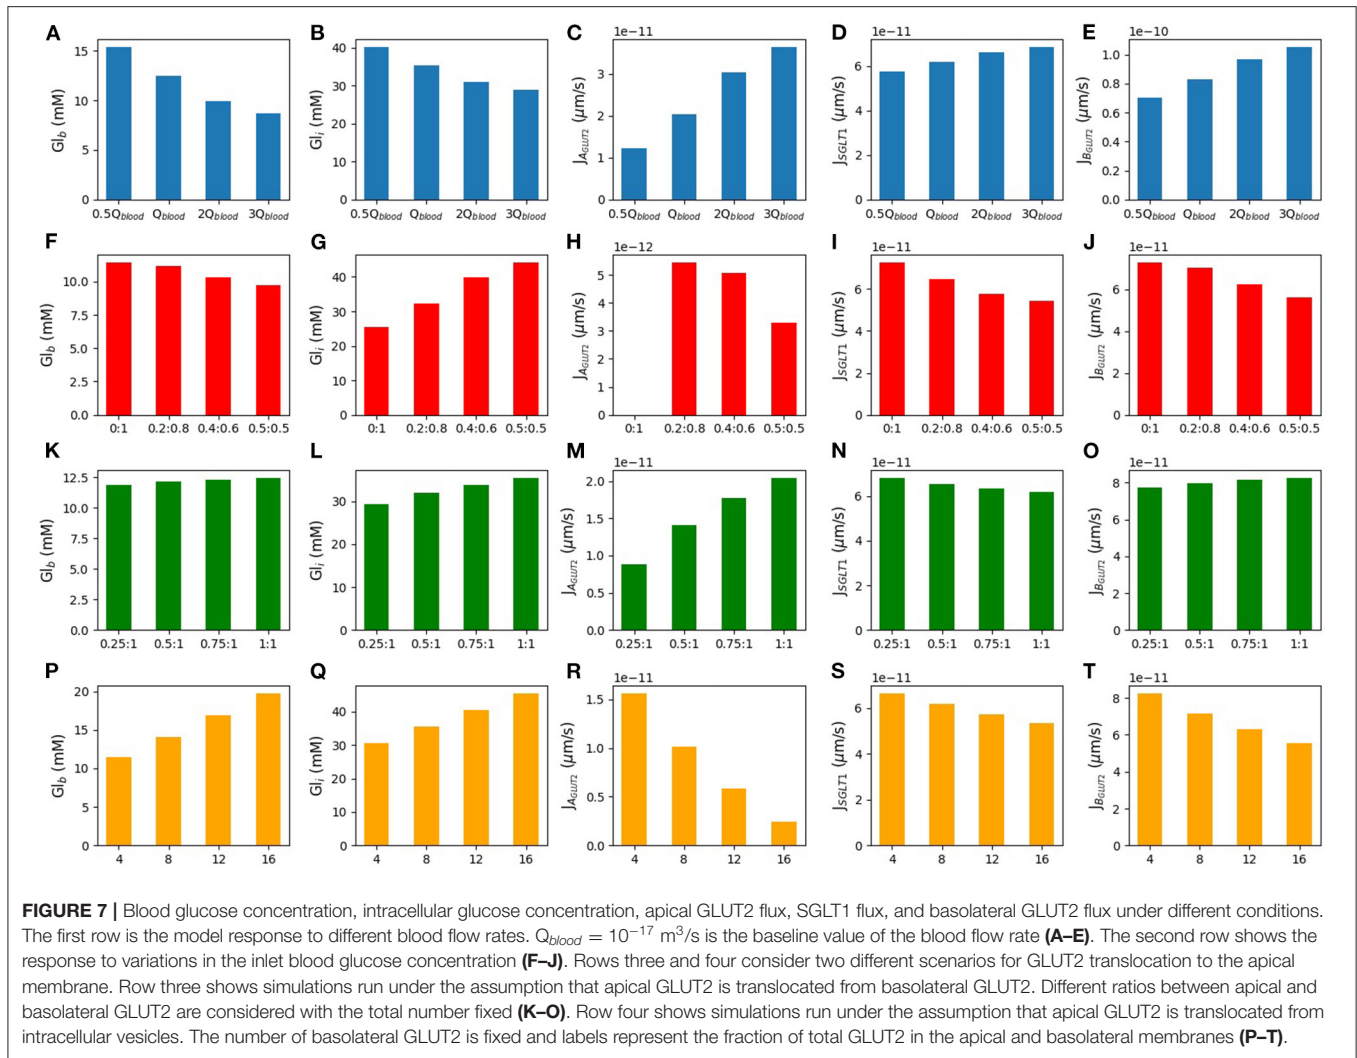 A
Gl_b (mM)
15
10
5
0
0.5Q_blood Q_blood 2Q_blood 3Q_blood
B
Gl_i (mM)
40
30
20
10
0
0.5Q_blood Q_blood 2Q_blood 3Q_blood
C
1e−11
J_AGLUT2 (μm/s)
3
2
1
0
0.5Q_blood Q_blood 2Q_blood 3Q_blood
D
1e−11
J_SGLT1 (μm/s)
6
4
2
0
0.5Q_blood Q_blood 2Q_blood 3Q_blood
E
1e−10
J_BGLUT2 (μm/s)
1.0
0.8
0.6
0.4
0.2
0.0
0.5Q_blood Q_blood 2Q_blood 3Q_blood
F
Gl_b (mM)
10.0
7.5
5.0
2.5
0.0
0:1 0.2:0.8 0.4:0.6 0.5:0.5
G
Gl_i (mM)
40
30
20
10
0
0:1 0.2:0.8 0.4:0.6 0.5:0.5
H
1e−12
J_AGLUT2 (μm/s)
5
4
3
2
1
0
0:1 0.2:0.8 0.4:0.6 0.5:0.5
I
1e−11
J_SGLT1 (μm/s)
6
4
2
0
0:1 0.2:0.8 0.4:0.6 0.5:0.5
J
1e−11
J_BGLUT2 (μm/s)
6
4
2
0
0:1 0.2:0.8 0.4:0.6 0.5:0.5
K
Gl_b (mM)
12.5
10.0
7.5
5.0
2.5
0.0
0.25:1 0.5:1 0.75:1 1:1
L
Gl_i (mM)
30
20
10
0
0.25:1 0.5:1 0.75:1 1:1
M
1e−11
J_AGLUT2 (μm/s)
2.0
1.5
1.0
0.5
0.0
0.25:1 0.5:1 0.75:1 1:1
N
1e−11
J_SGLT1 (μm/s)
6
4
2
0
0.25:1 0.5:1 0.75:1 1:1
O
1e−11
J_BGLUT2 (μm/s)
8
6
4
2
0
0.25:1 0.5:1 0.75:1 1:1
P
Gl_b (mM)
20
15
10
5
0
4 8 12 16
Q
Gl_i (mM)
40
30
20
10
0
4 8 12 16
R
1e−11
J_AGLUT2 (μm/s)
1.5
1.0
0.5
0.0
4 8 12 16
S
1e−11
J_SGLT1 (μm/s)
6
4
2
0
4 8 12 16
T
1e−11
J_BGLUT2 (μm/s)
8
6
4
2
0
4 8 12 16
FIGURE 7 | Blood glucose concentration, intracellular glucose concentration, apical GLUT2 flux, SGLT1 flux, and basolateral GLUT2 flux under different conditions.
The first row is the model response to different blood flow rates. Q_blood = 10⁻¹⁷ m³/s is the baseline value of the blood flow rate (A–E). The second row shows the
response to variations in the inlet blood glucose concentration (F–J). Rows three and four consider two different scenarios for GLUT2 translocation to the apical
membrane. Row three shows simulations run under the assumption that apical GLUT2 is translocated from basolateral GLUT2. Different ratios between apical and
basolateral GLUT2 are considered with the total number fixed (K–O). Row four shows simulations run under the assumption that apical GLUT2 is translocated from
intracellular vesicles. The number of basolateral GLUT2 is fixed and labels represent the fraction of total GLUT2 in the apical and basolateral membranes (P–T).